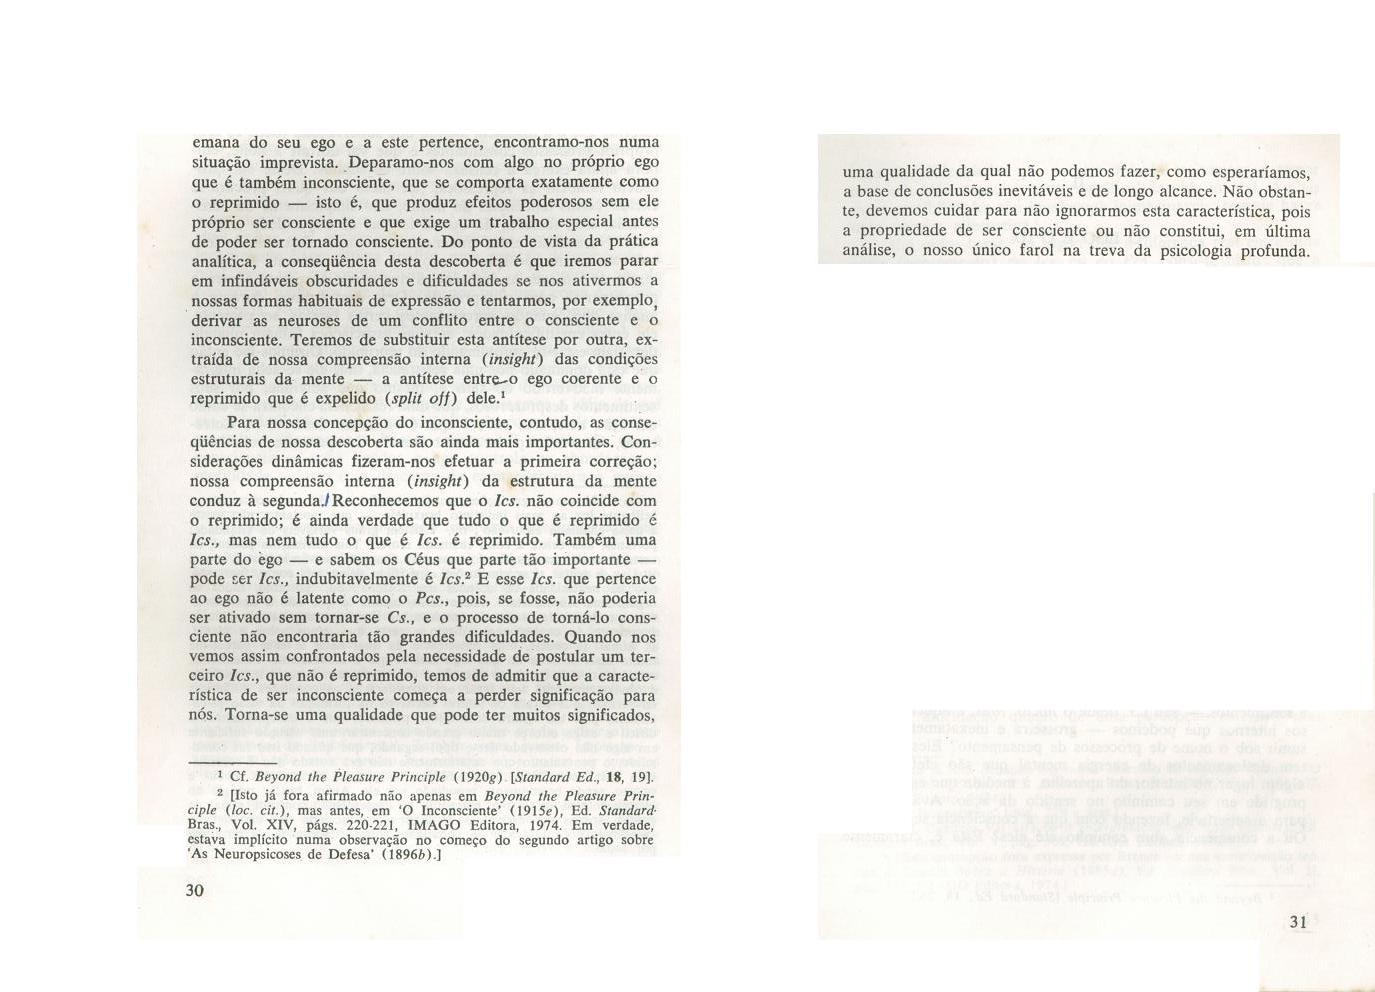 emana do seu ego e a este pertence, encontramo-nos numa
situação imprevista. Deparamo-nos com algo no próprio ego
que é também inconsciente, que se comporta exatamente como
o reprimido — isto é, que produz efeitos poderosos sem ele
próprio ser consciente e que exige um trabalho especial antes
de poder ser tornado consciente. Do ponto de vista da prática
analítica, a conseqüência desta descoberta é que iremos parar
em infindáveis obscuridades e dificuldades se nos ativermos a
nossas formas habituais de expressão e tentarmos, por exemplo,
derivar as neuroses de um conflito entre o consciente e o
inconsciente. Teremos de substituir esta antítese por outra, ex-
traída de nossa compreensão interna (insight) das condições
estruturais da mente — a antítese entre o ego coerente e o
reprimido que é expelido (split off) dele.¹
Para nossa concepção do inconsciente, contudo, as conse-
qüências de nossa descoberta são ainda mais importantes. Con-
siderações dinâmicas fizeram-nos efetuar a primeira correção;
nossa compreensão interna (insight) da estrutura da mente
conduz à segunda./Reconhecemos que o Ics. não coincide com
o reprimido; é ainda verdade que tudo o que é reprimido é
Ics., mas nem tudo o que é Ics. é reprimido. Também uma
parte do ego — e sabem os Céus que parte tão importante —
pode ser Ics., indubitavelmente é Ics.² E esse Ics. que pertence
ao ego não é latente como o Pcs., pois, se fosse, não poderia
ser ativado sem tornar-se Cs., e o processo de torná-lo cons-
ciente não encontraria tão grandes dificuldades. Quando nos
vemos assim confrontados pela necessidade de postular um ter-
ceiro Ics., que não é reprimido, temos de admitir que a caracte-
rística de ser inconsciente começa a perder significação para
nós. Torna-se uma qualidade que pode ter muitos significados,
¹ Cf. Beyond the Pleasure Principle (1920g) [Standard Ed., 18, 19].
² [Isto já fora afirmado não apenas em Beyond the Pleasure Prin-
ciple (loc. cit.), mas antes, em 'O Inconsciente' (1915e), Ed. Standard
Bras., Vol. XIV, págs. 220-221, IMAGO Editora, 1974. Em verdade,
estava implícito numa observação no começo do segundo artigo sobre
'As Neuropsicoses de Defesa' (1896b).]
30
uma qualidade da qual não podemos fazer, como esperaríamos,
a base de conclusões inevitáveis e de longo alcance. Não obstan-
te, devemos cuidar para não ignorarmos esta característica, pois
a propriedade de ser consciente ou não constitui, em última
análise, o nosso único farol na treva da psicologia profunda.
31